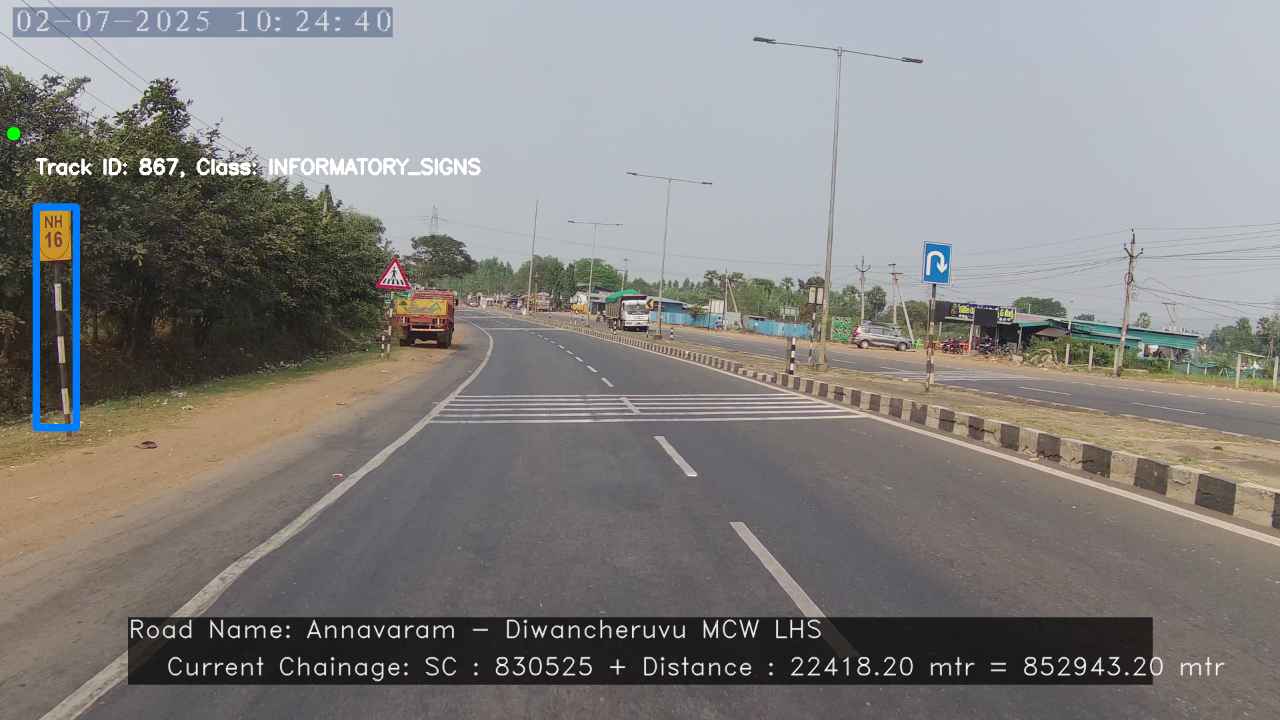 02-07-2025 10:24:40
Track ID: 867, Class: INFORMATORY_SIGNS
NH
16
Road Name: Annavaram - Diwancheruvu MCW LHS
Current Chainage: SC : 830525 + Distance : 22418.20 mtr = 852943.20 mtr